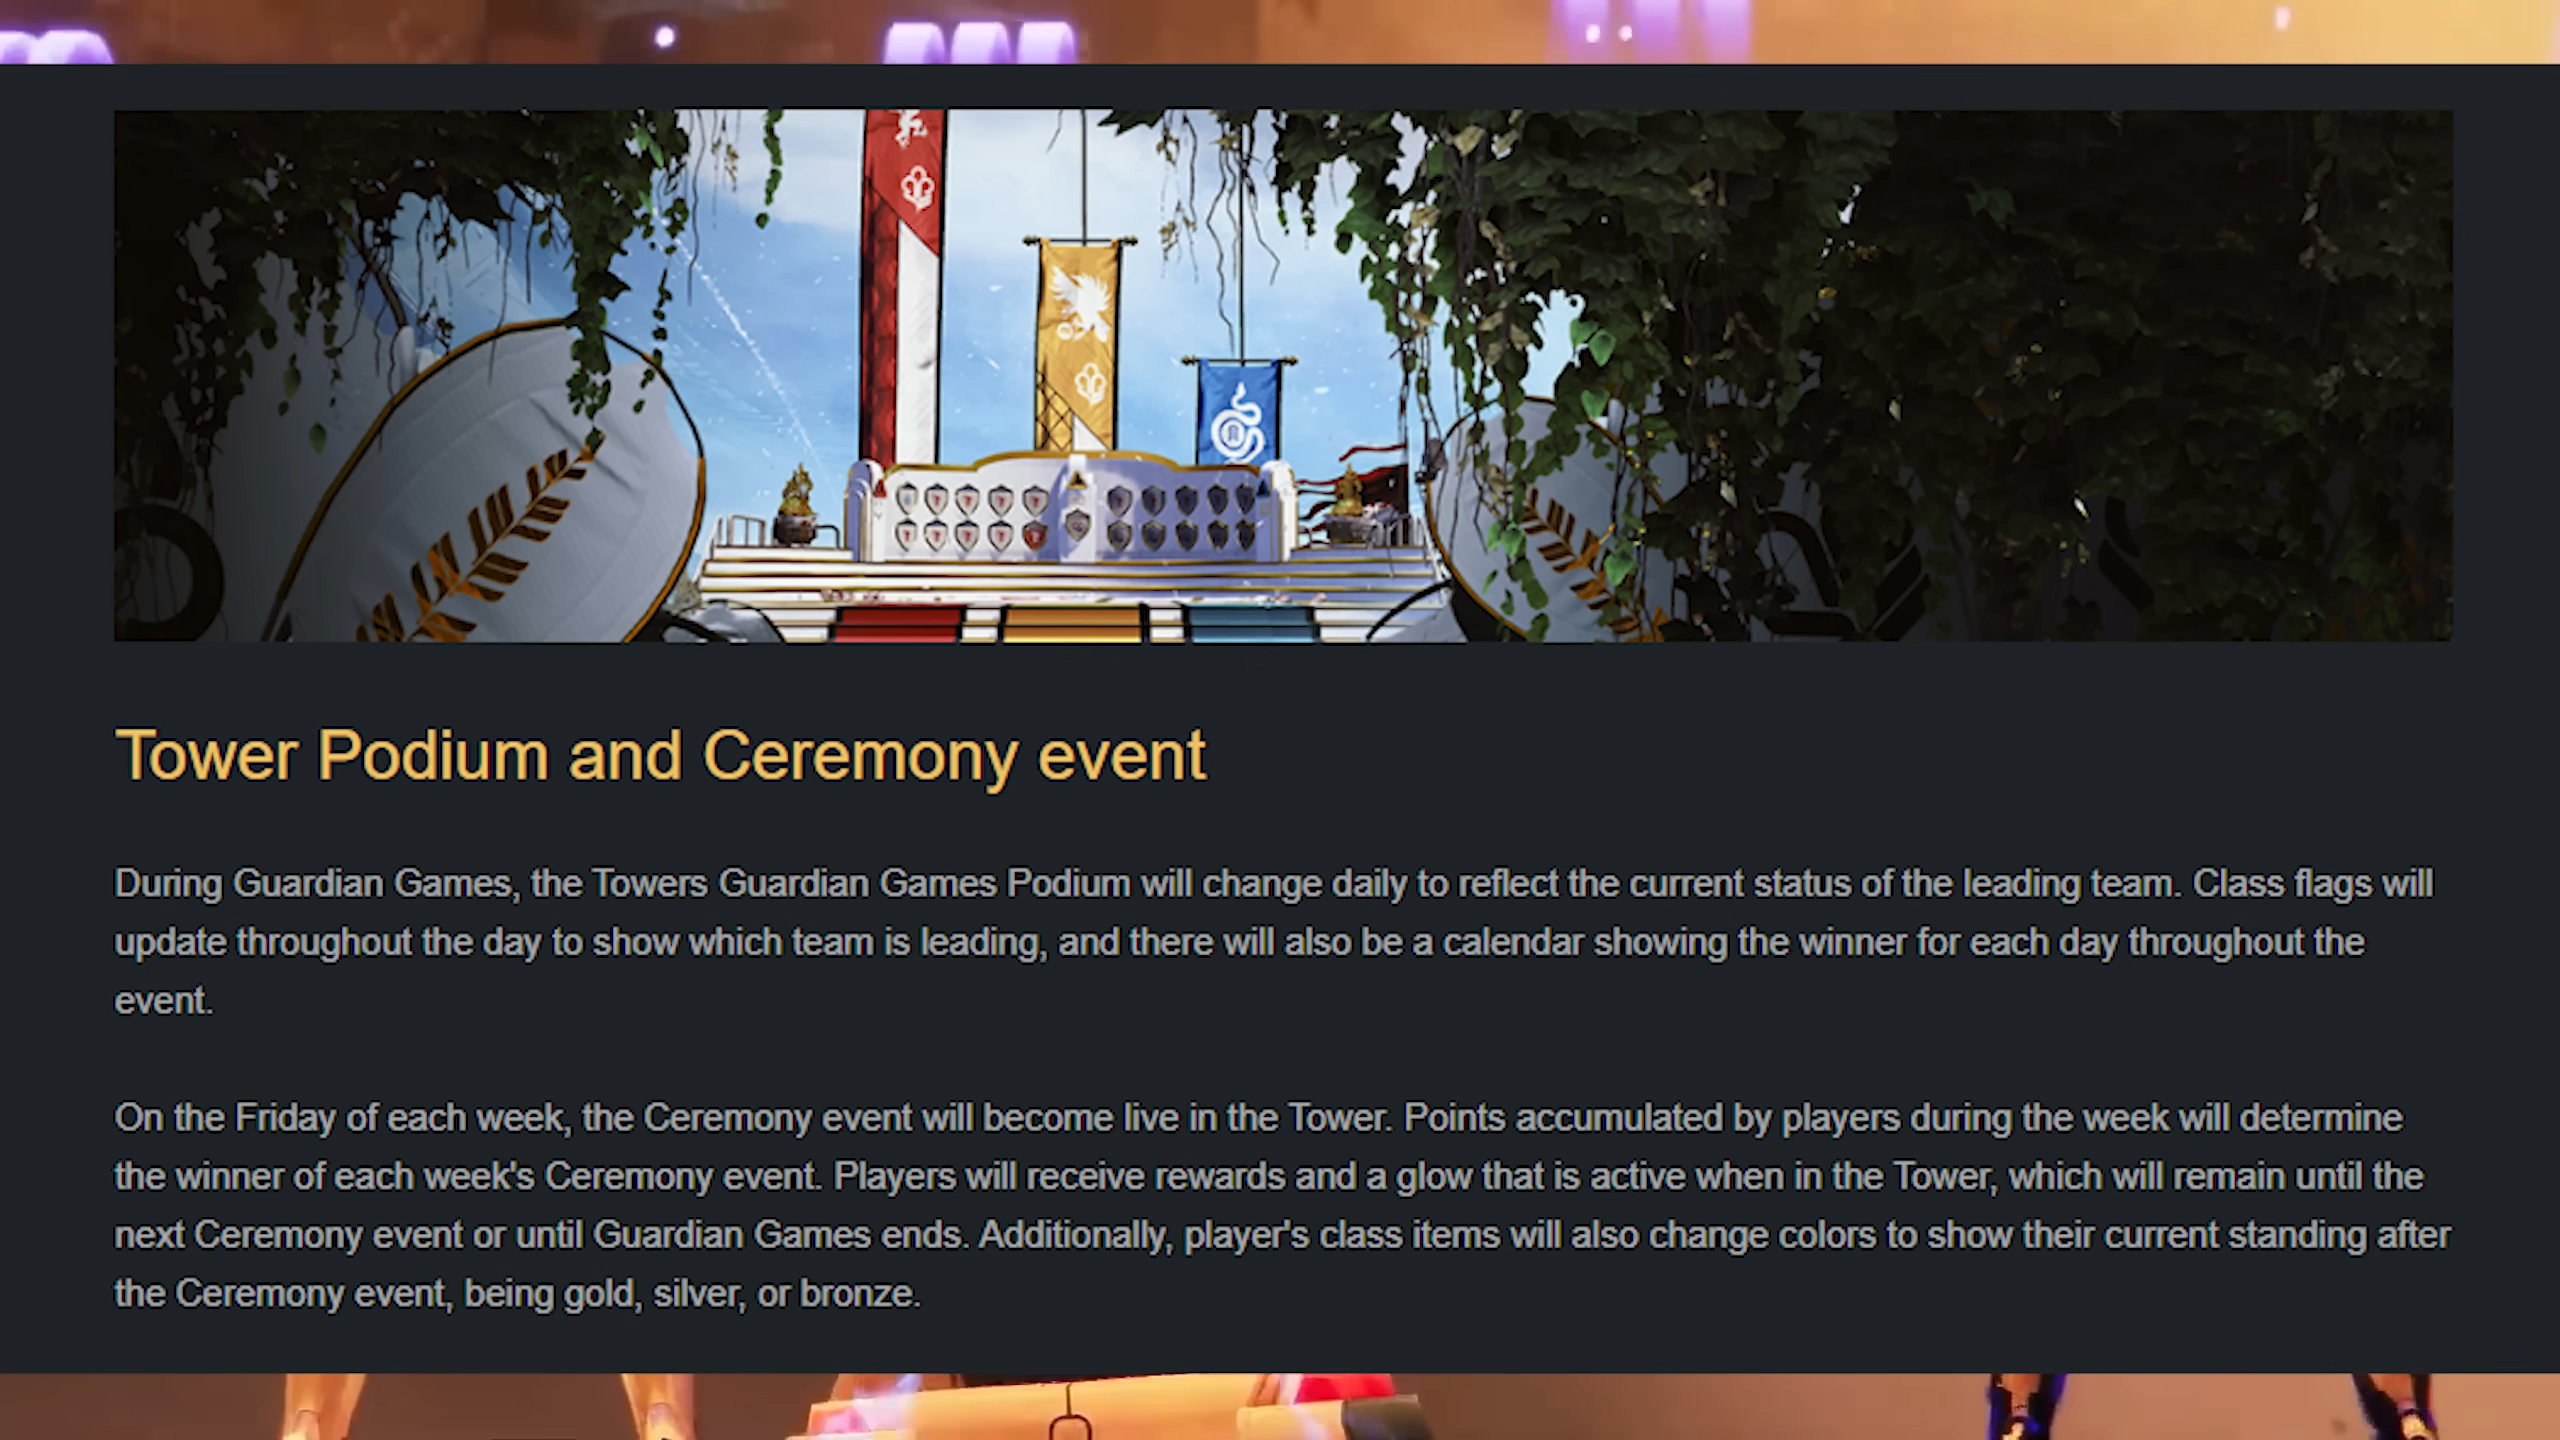 Tower Podium and Ceremony event
During Guardian Games, the Towers Guardian Games Podium will change daily to reflect the current status of the leading team. Class flags will
update throughout the day to show which team is leading, and there will also be a calendar showing the winner for each day throughout the
event.
On the Friday of each week, the Ceremony event will become live in the Tower. Points accumulated by players during the week will determine
the winner of each week's Ceremony event. Players will receive rewards and a glow that is active when in the Tower, which will remain until the
next Ceremony event or until Guardian Games ends. Additionally, player's class items will also change colors to show their current standing after
the Ceremony event, being gold, silver, or bronze.